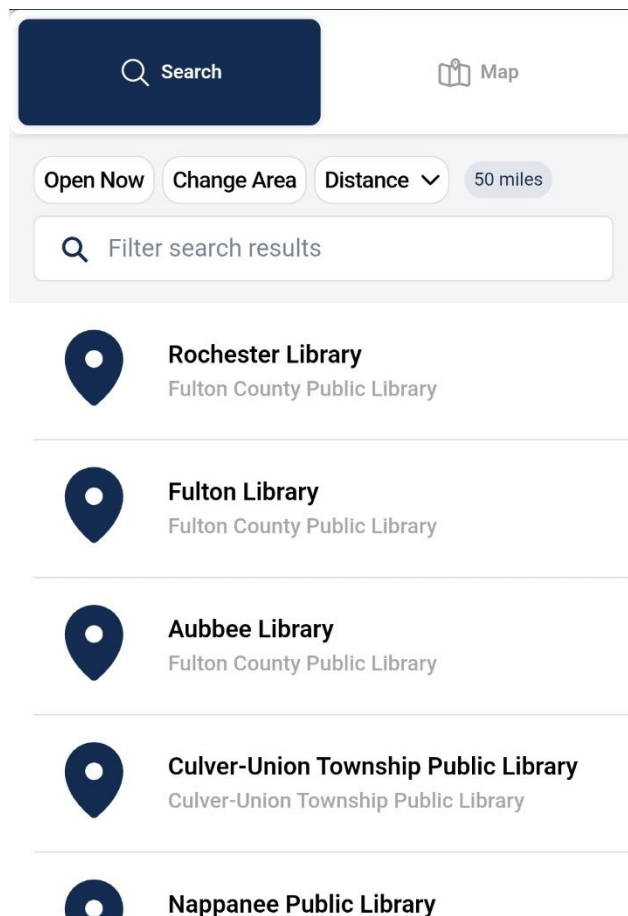 Search
Map
Open Now Change Area Distance 50 miles
Filter search results
Rochester Library
Fulton County Public Library
Fulton Library
Fulton County Public Library
Aubbee Library
Fulton County Public Library
Culver-Union Township Public Library
Culver-Union Township Public Library
Nappanee Public Library